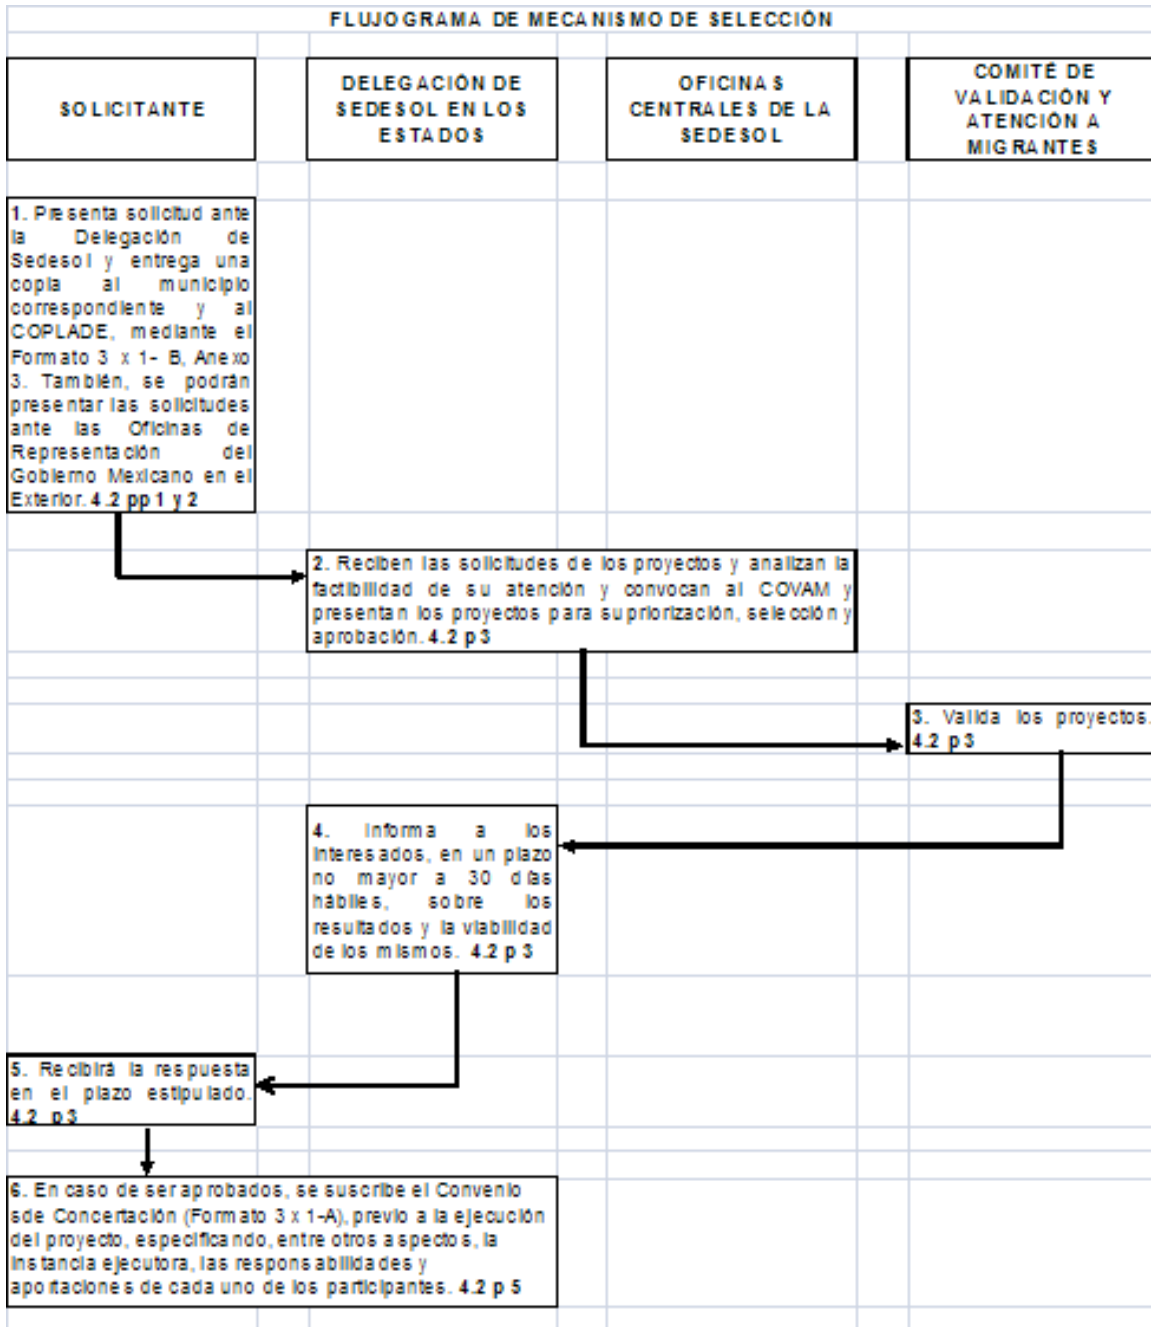 FLUJOGRAMA DE MECANISMO DE SELECCIÓN
SOLICITANTE
DELEGACIÓN DE
SEDESOL EN LOS
ESTADOS
OFICINAS
CENTRALES DE LA
SEDESOL
COMITÉ DE
VALIDACIÓN Y
ATENCIÓN A
MIGRANTES
1. Presenta solicitud ante
la Delegación de
Sedesol y entrega una
copia al municipio
correspondiente y al
COPLADE, mediante el
Formato 3 x 1- B, Anexo
3. También, se podrán
presentar las solicitudes
ante las Oficinas de
Representación del
Gobierno Mexicano en el
Exterior. 4.2 pp 1 y 2
2. Reciben las solicitudes de los proyectos y analizan la
factibilidad de su atención y convocan al COVAM y
presentan los proyectos para su priorización, selección y
aprobación. 4.2 p 3
3. Valida los proyectos.
4.2 p 3
4. Informa a los
interesados, en un plazo
no mayor a 30 días
hábiles, sobre los
resultados y la viabilidad
de los mismos. 4.2 p 3
5. Recibirá la respuesta
en el plazo estipulado.
4.2 p 3
6. En caso de ser aprobados, se suscribe el Convenio
sde Concertación (Formato 3 x 1-A), previo a la ejecución
del proyecto, especificando, entre otros aspectos, la
instancia ejecutora, las responsabilidades y
aportaciones de cada uno de los participantes. 4.2 p 5